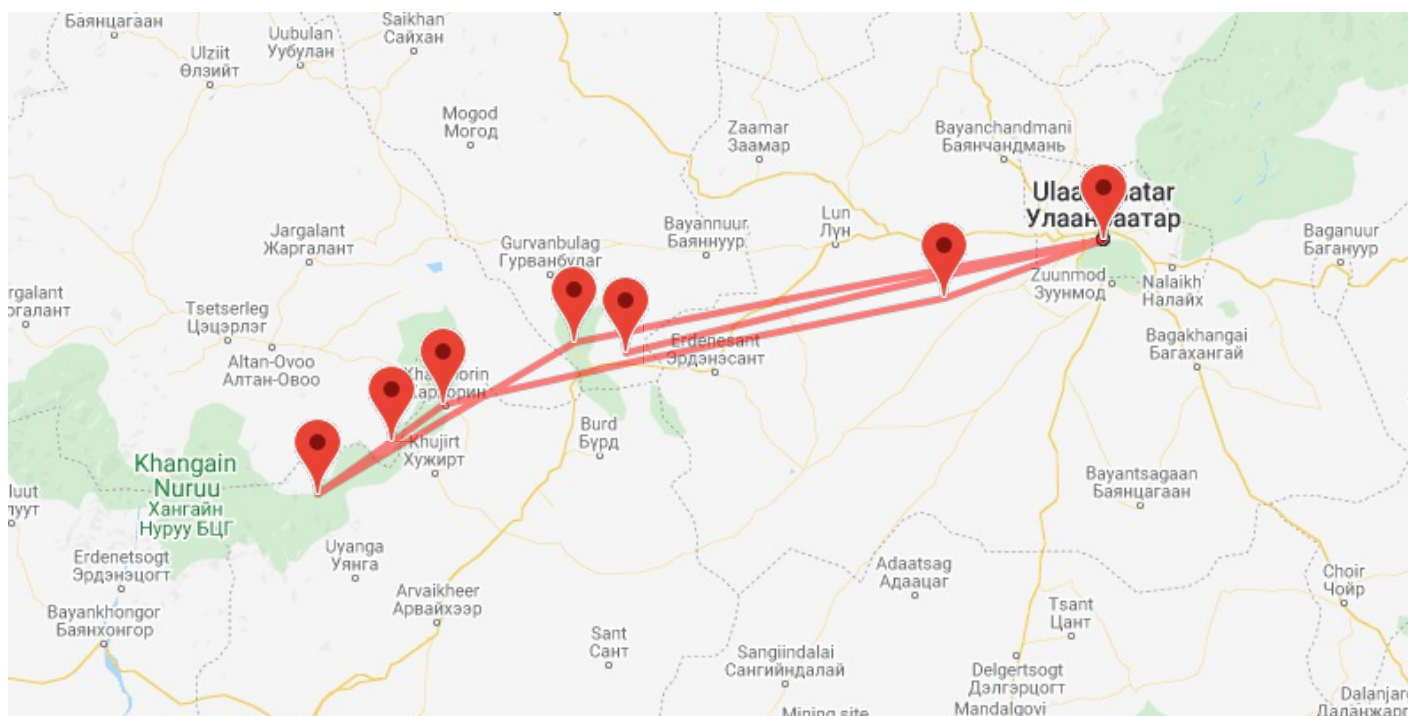 Баянцагаан
Saikhan
Сайхан
Uubulan
Уубулан
Ulziit
Өлзийт
Mogod
Могод
Zaamar
Заамар
Bayanchandmani
Баянчандмань
Jargalant
Жаргалант
Gurvanbulag
Гурванбулаг
Bayannuur
Баяннуур
Lun
Лүн
Baganuur
Багануур
Zuunmod
Зуунмод
Nalaikh
Налайх
Tsetserleg
Цэцэрлэг
Altan-Ovoo
Алтан-Овоо
Erdenesant
Эрдэнэсант
Bagakhangai
Багахангай
Khujirt
Хужирт
Burd
Бүрд
Khangain
Nuruu
Хангайн
Нуруу БЦГ
Bayantsagaan
Баянцагаан
Uyanga
Уянга
Erdenetsogt
Эрдэнэцогт
Bayankhongor
Баянхонгор
Arvaikheer
Арвайхээр
Adaatsag
Адаацаг
Choir
Чойр
Tsant
Цант
Sant
Сант
Sangiindalai
Сангийндалай
Delgertsogt
Дэлгэрцогт
Mandalgovi
Mining site